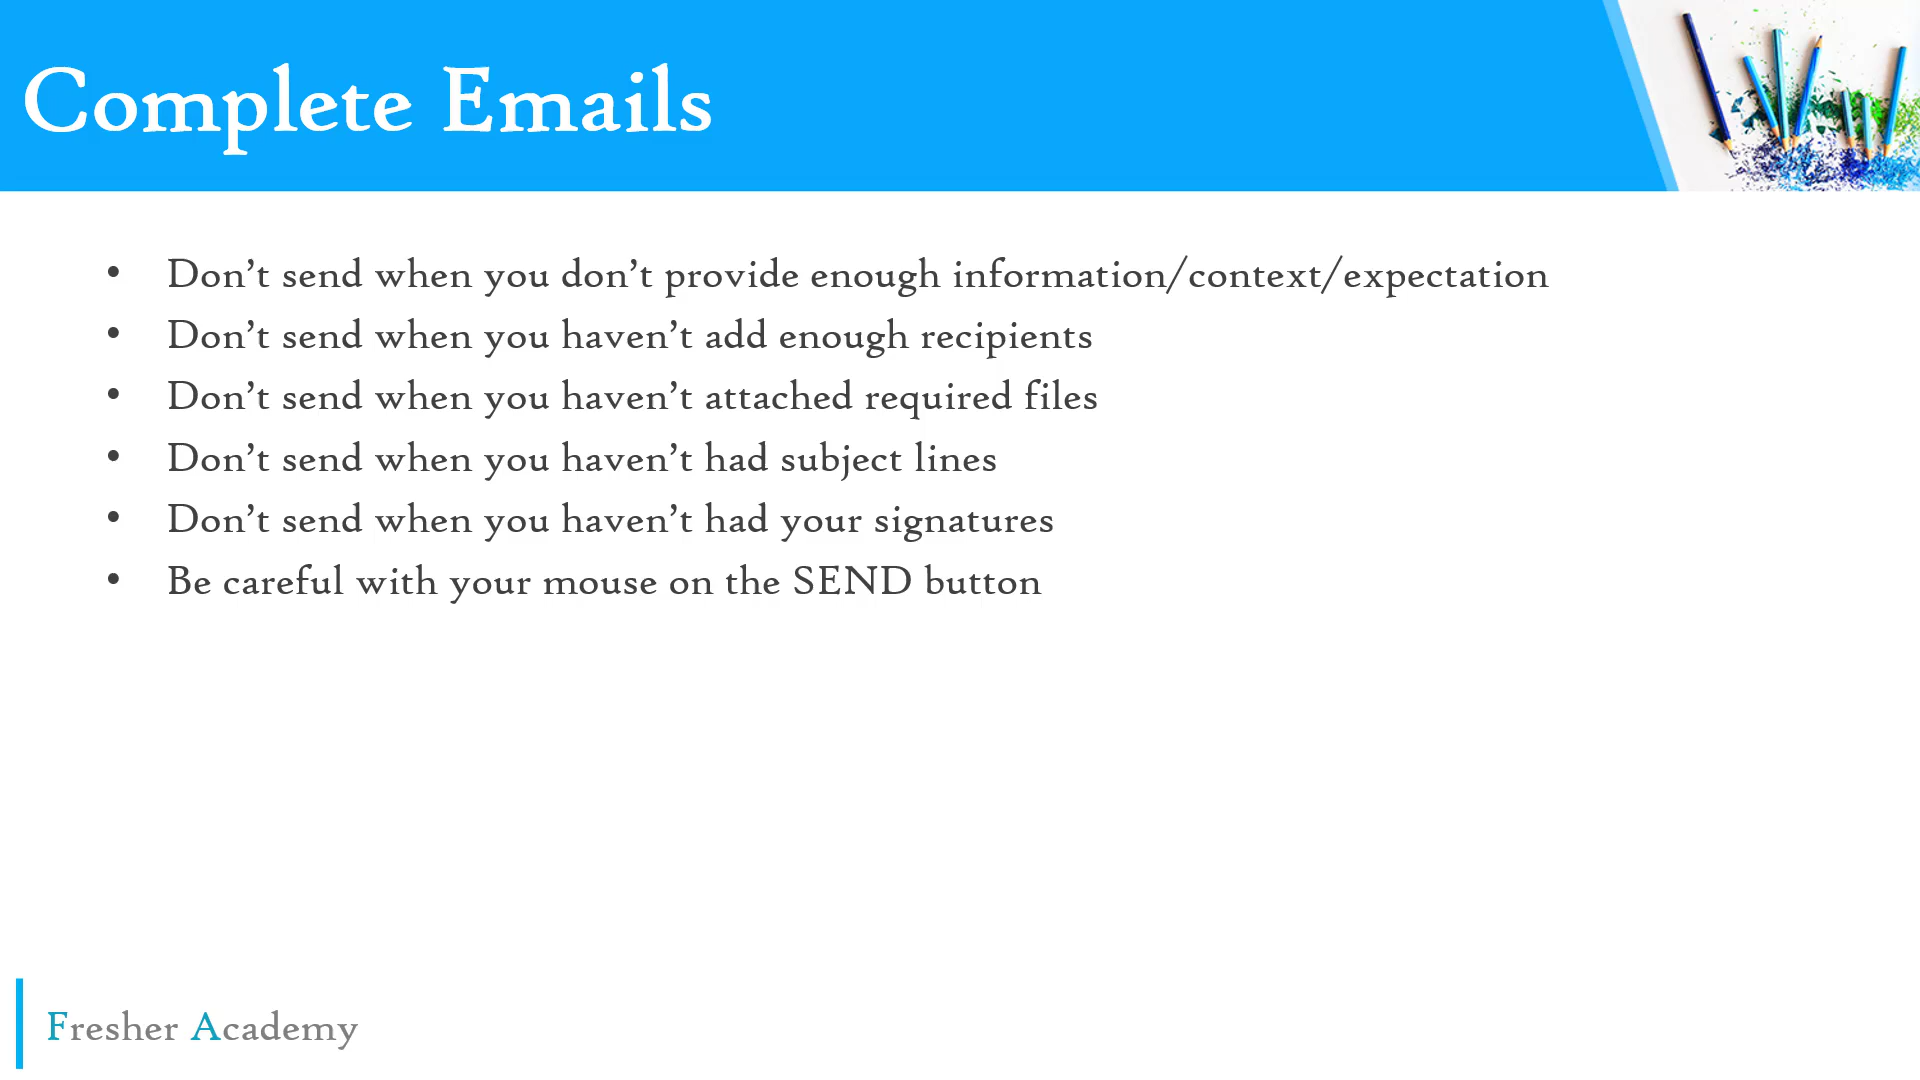 Complete Emails
• Don’t send when you don’t provide enough information/context/expectation
• Don’t send when you haven’t add enough recipients
• Don’t send when you haven’t attached required files
• Don’t send when you haven’t had subject lines
• Don’t send when you haven’t had your signatures
• Be careful with your mouse on the SEND button
Fresher Academy